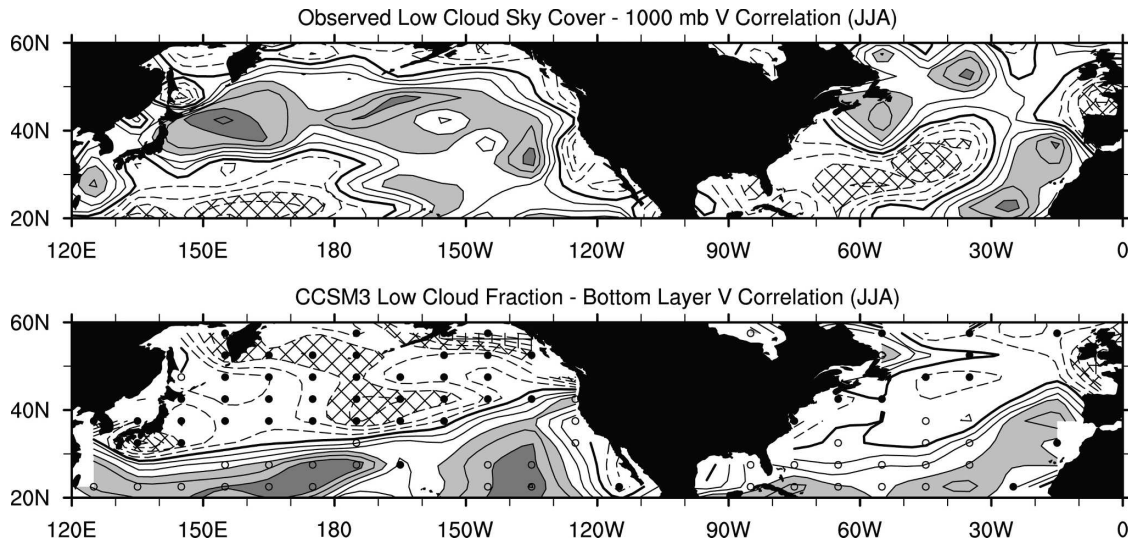 Observed Low Cloud Sky Cover - 1000 mb V Correlation (JJA)
60N
40N
20N
120E 150E 180 150W 120W 90W 60W 30W 0
CCSM3 Low Cloud Fraction - Bottom Layer V Correlation (JJA)
60N
40N
20N
120E 150E 180 150W 120W 90W 60W 30W 0